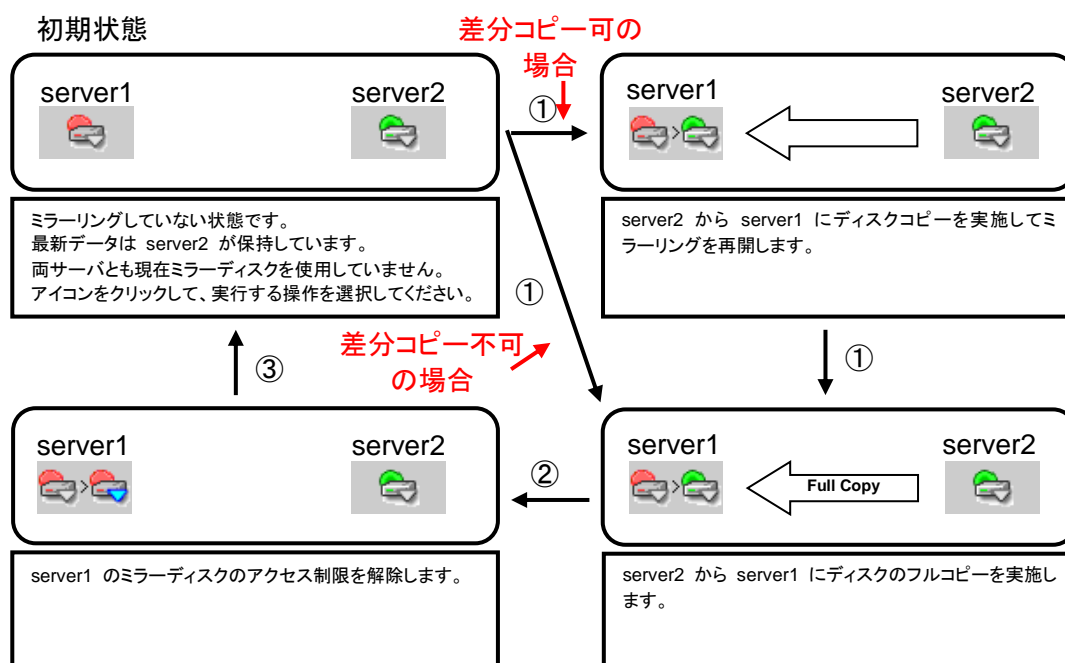 初期状態
server1
server2
ミラーリングしていない状態です。
最新データは server2 が保持しています。
両サーバとも現在ミラーディスクを使用していません。
アイコンをクリックして、実行する操作を選択してください。
差分コピー可の
場合
①
server1
server2
>
server2 から server1 にディスクコピーを実施してミ
ラーリングを再開します。
①
差分コピー不可
の場合
①
server1
server2
>
Full Copy
server2 から server1 にディスクのフルコピーを実施し
ます。
②
server1
server2
>
server1 のミラーディスクのアクセス制限を解除します。
③